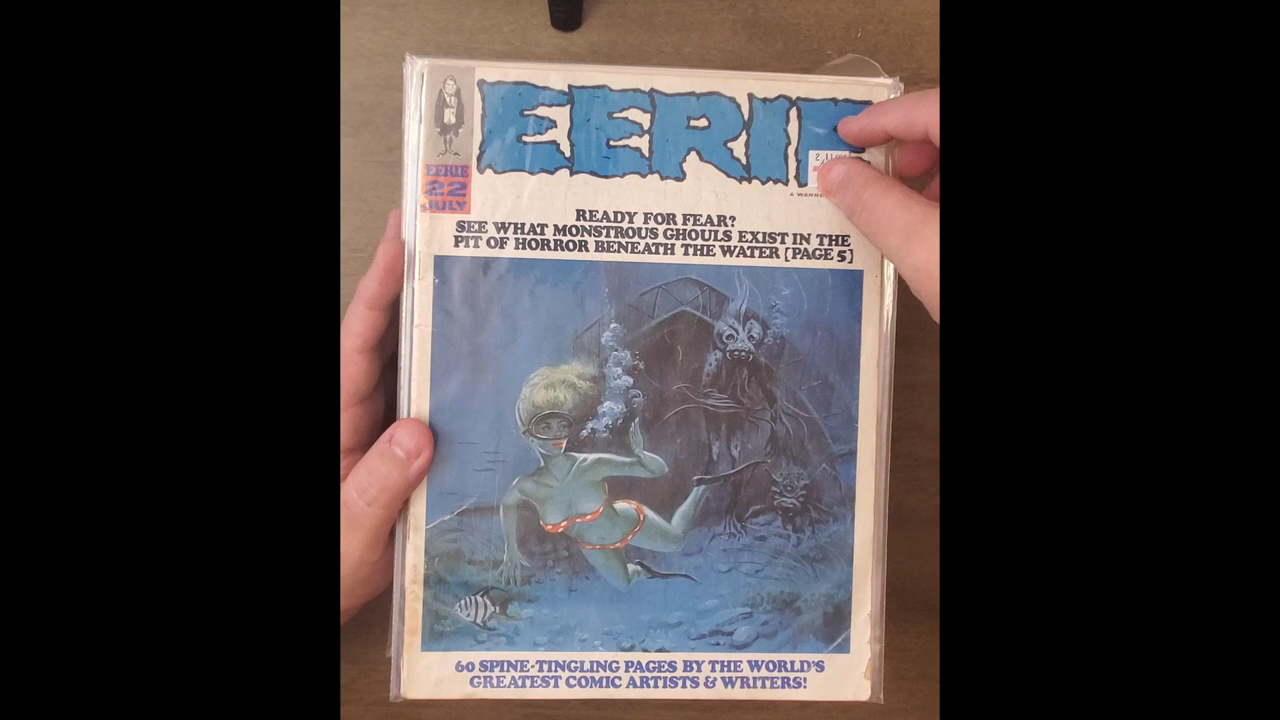 EERIE
EERIE
22
JULY
READY FOR FEAR?
SEE WHAT MONSTROUS GHOULS EXIST IN THE
PIT OF HORROR BENEATH THE WATER [PAGE 5]
60 SPINE-TINGLING PAGES BY THE WORLD'S
GREATEST COMIC ARTISTS & WRITERS!